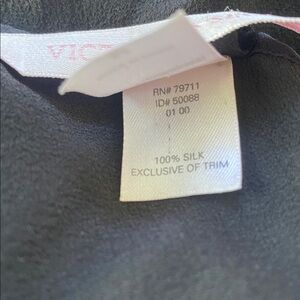 VICT
RN# 79711
ID# 50088
01 00
100% SILK
EXCLUSIVE OF TRIM